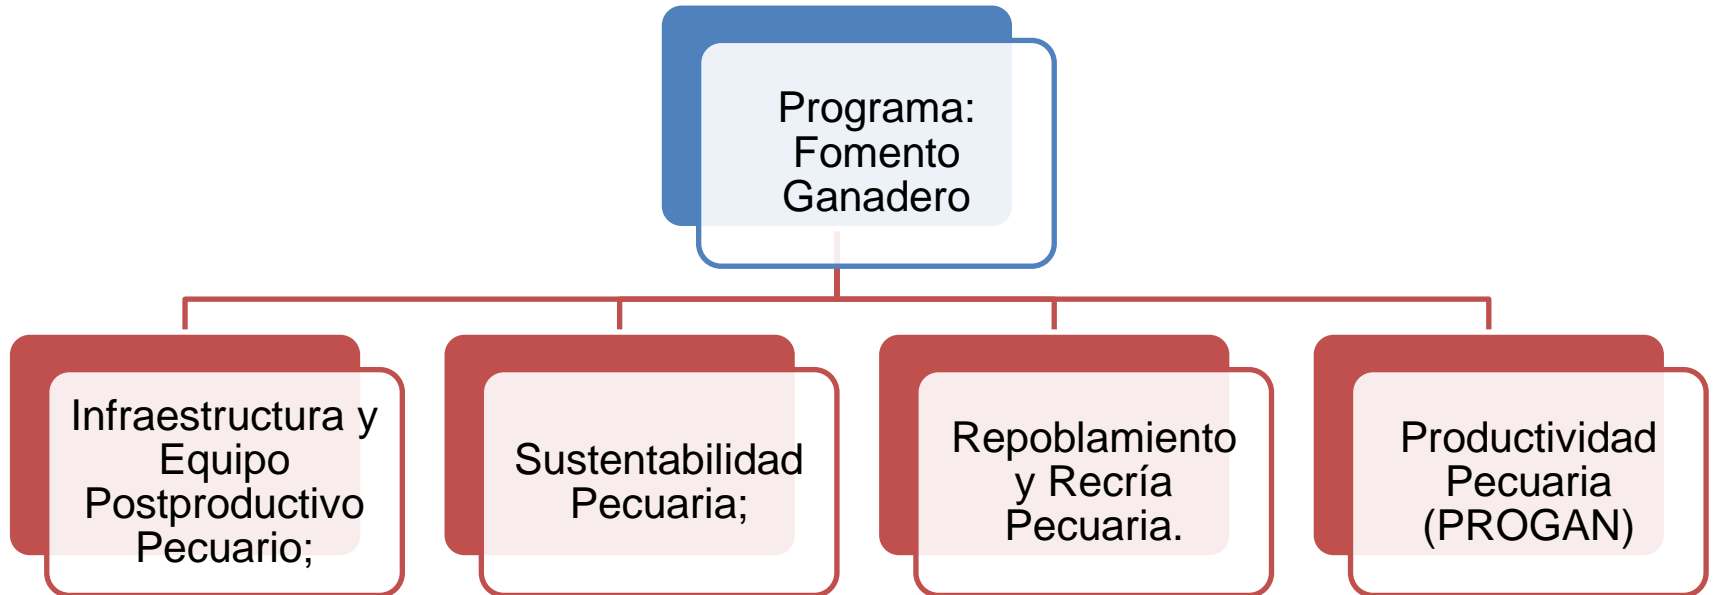 Programa:
Fomento
Ganadero
Infraestructura y
Equipo
Postproductivo
Pecuario;
Sustentabilidad
Pecuaria;
Repoblamiento
y Recría
Pecuaria.
Productividad
Pecuaria
(PROGAN)